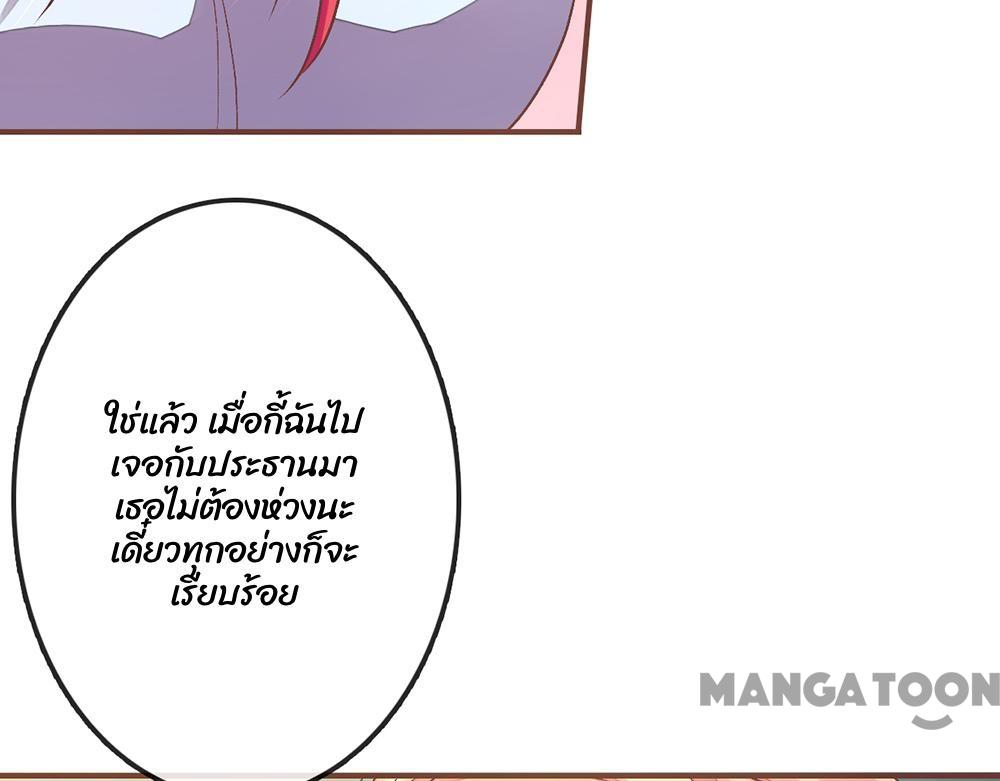 ใช่แล้ว เมื่อกี้ฉันไป
เจอกับประธานมา
เธอไม่ต้องห่วงนะ
เดี๋ยวทุกอย่างก็จะ
เรียบร้อย
MANGATOON